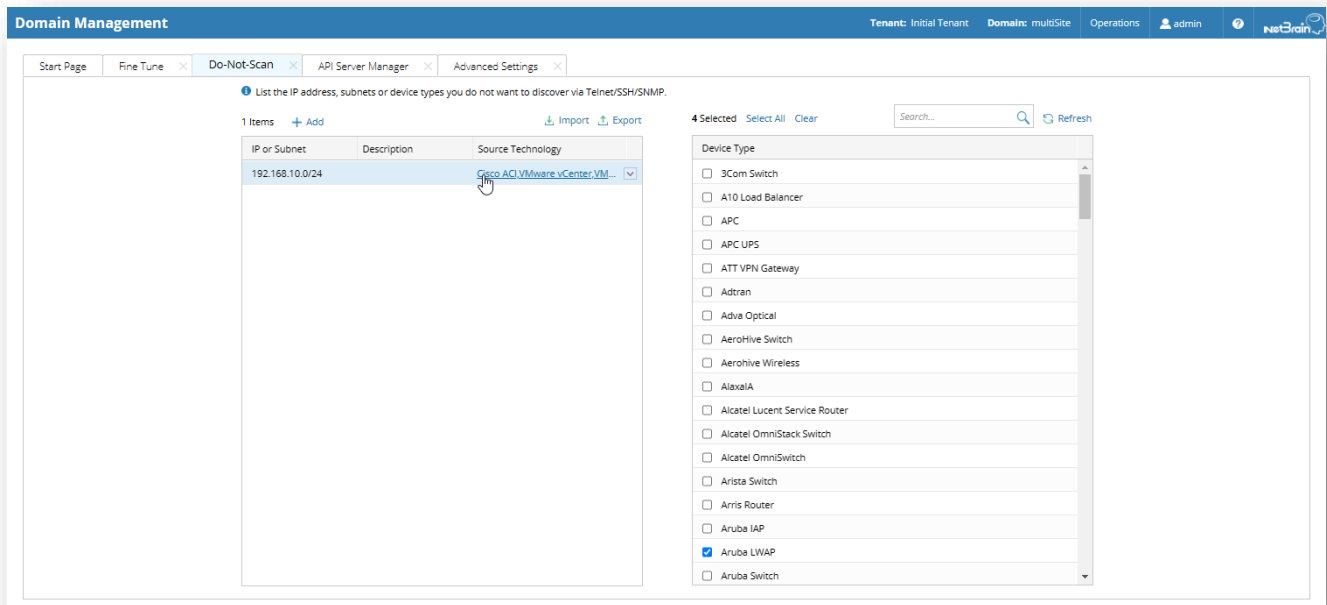 Domain Management
Tenant: Initial Tenant Domain: multiSite Operations admin ? NetBrain
Start Page Fine Tune Do-Not-Scan API Server Manager Advanced Settings
List the IP address, subnets or device types you do not want to discover via Telnet/SSH/SNMP.
1 Items + Add Import Export
IP or Subnet Description Source Technology
192.168.10.0/24 Cisco ACI,VMware vCenter,VM...
4 Selected Select All Clear Search... Refresh
Device Type
3Com Switch
A10 Load Balancer
APC
APC UPS
ATT VPN Gateway
Adtran
Adva Optical
AeroHive Switch
Aerohive Wireless
AlaxalA
Alcatel Lucent Service Router
Alcatel OmniStack Switch
Alcatel OmniSwitch
Arista Switch
Arris Router
Aruba IAP
Aruba LWAP
Aruba Switch